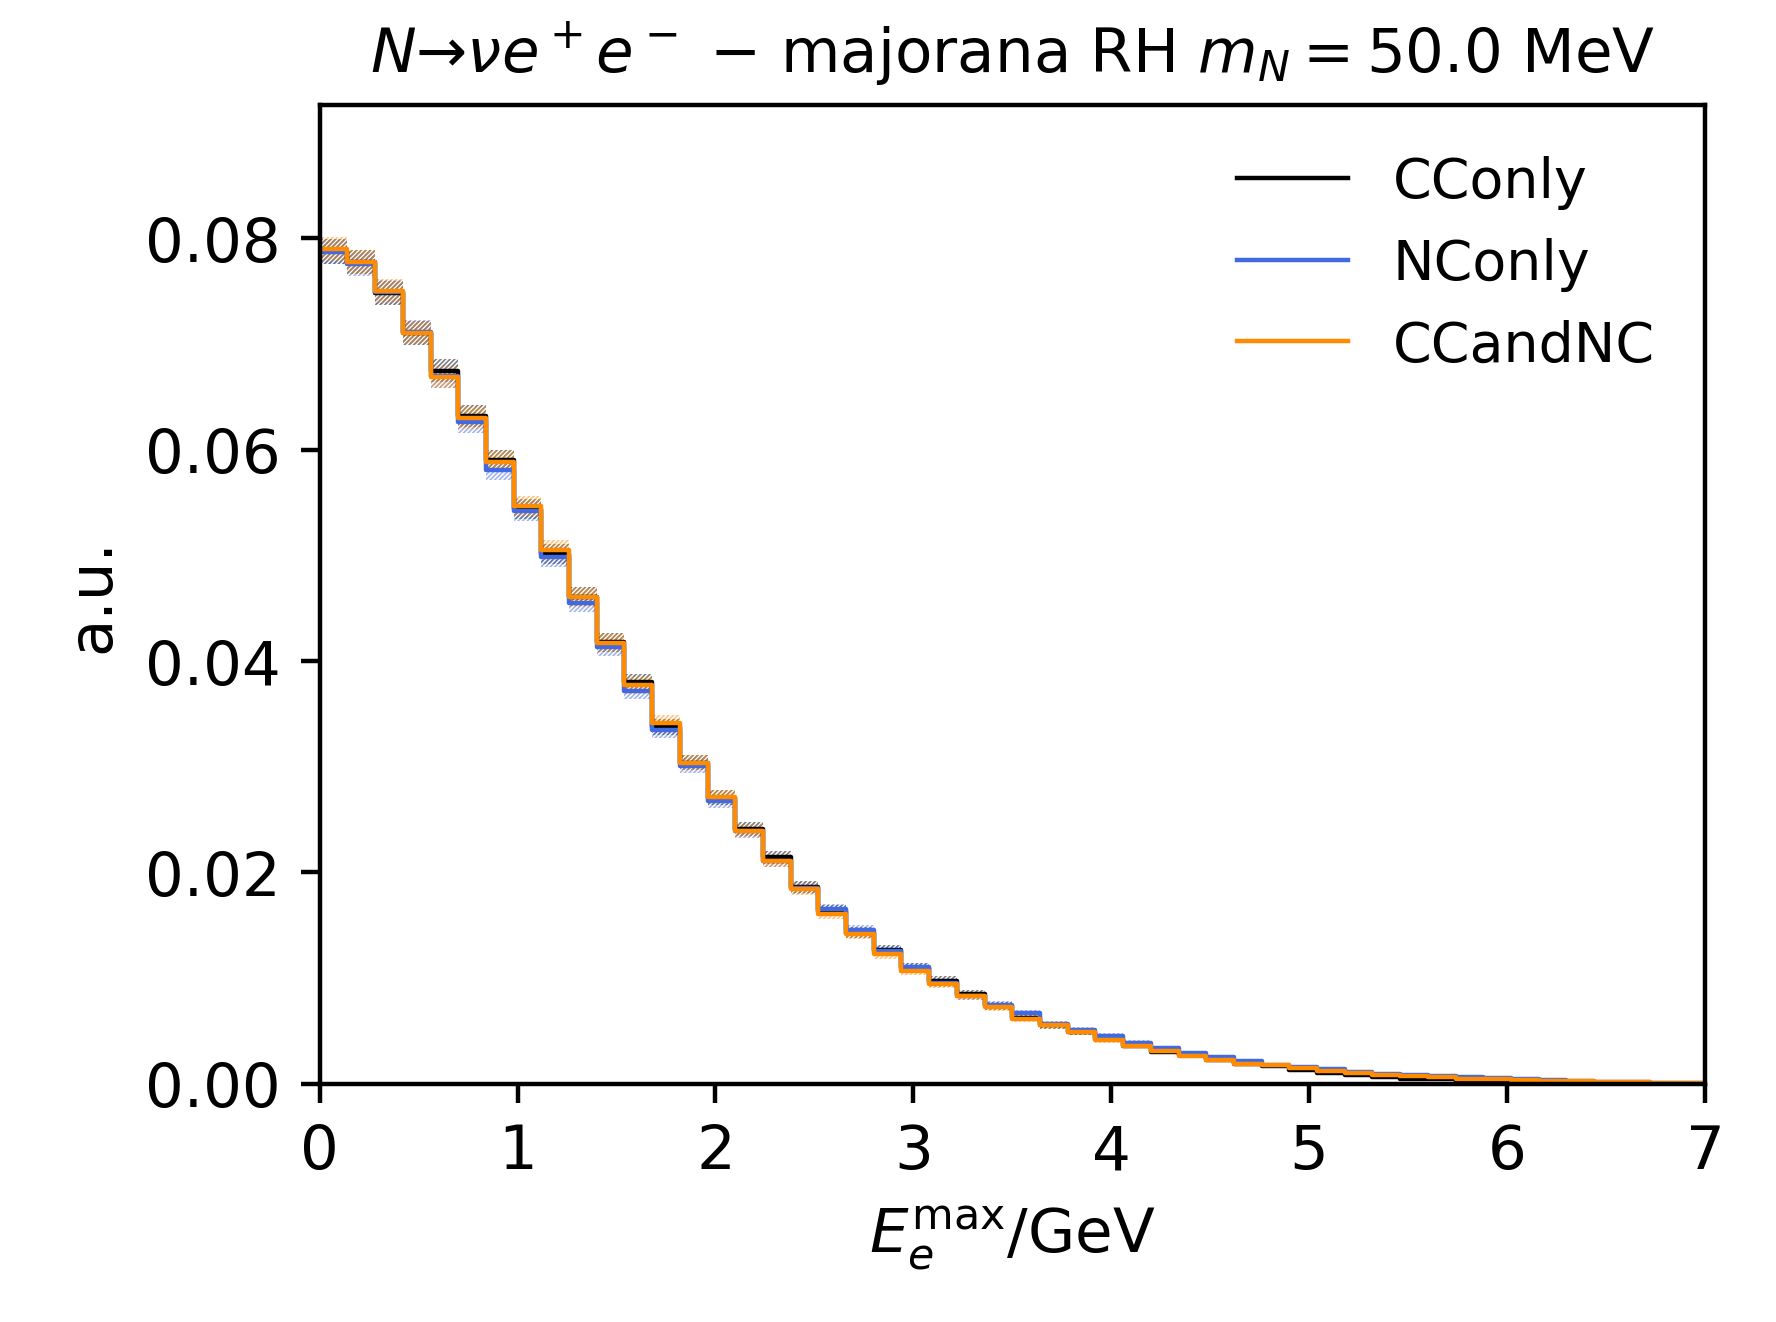 N→νe⁺e⁻ − majorana RH m_N = 50.0 MeV
CConly
NConly
CCandNC
0.08
0.06
0.04
0.02
0.00
a.u.
0 1 2 3 4 5 6 7
E_e^max/GeV